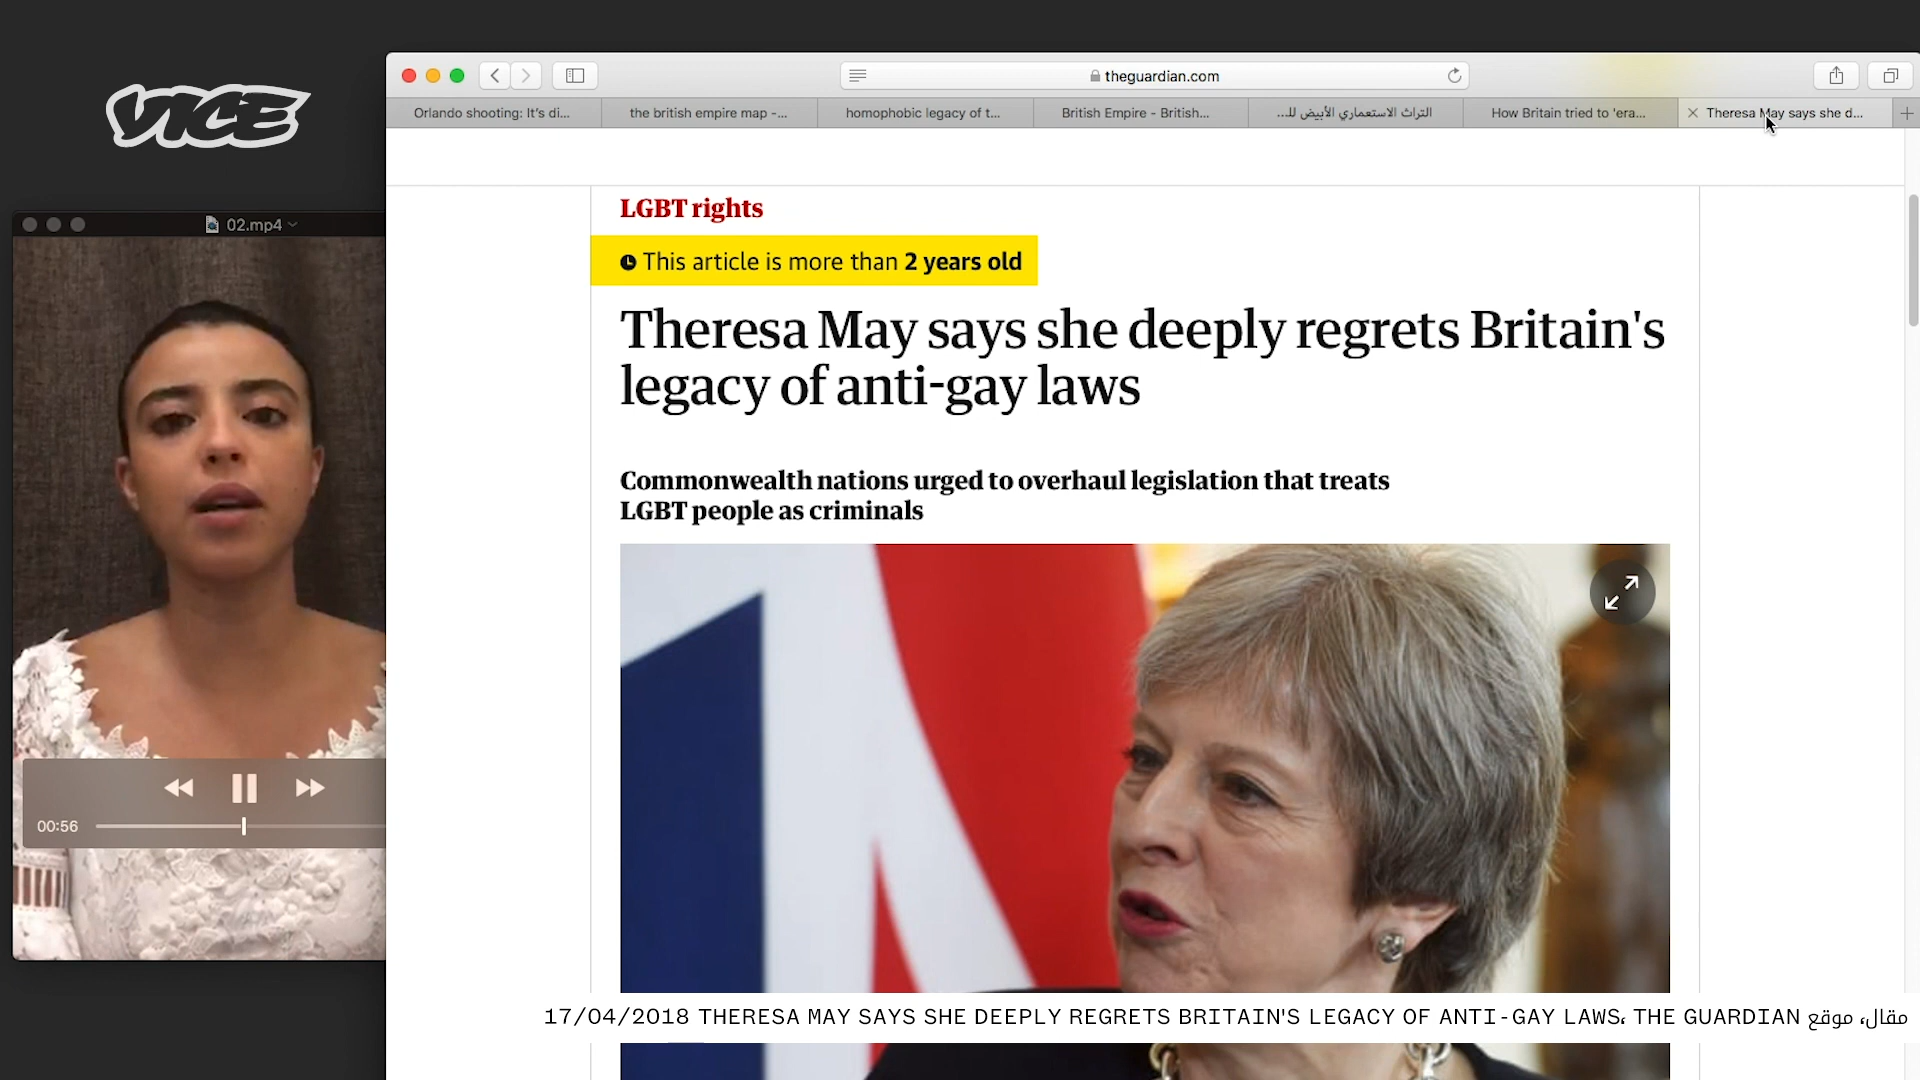 VICE
theguardian.com
Orlando shooting: It's di...
the british empire map -...
homophobic legacy of t...
British Empire - British...
التراث الاستعماري الأبيض لل...
How Britain tried to 'era...
Theresa May says she d...
02.mp4
LGBT rights
This article is more than 2 years old
Theresa May says she deeply regrets Britain's
legacy of anti-gay laws
Commonwealth nations urged to overhaul legislation that treats
LGBT people as criminals
00:56
مقال، موقع THE GUARDIAN ،17/04/2018 THERESA MAY SAYS SHE DEEPLY REGRETS BRITAIN'S LEGACY OF ANTI-GAY LAWS